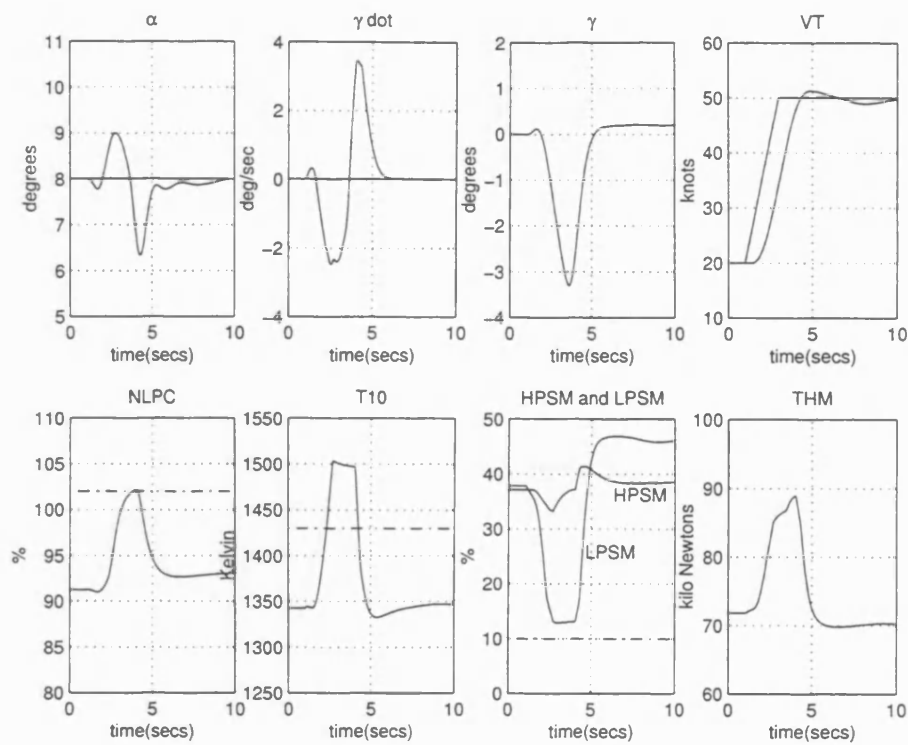 α
γ dot
γ
VT
11
10
9
8
7
6
5
degrees
0 5 10
time(secs)
4
2
0
−2
−4
deg/sec
0 5 10
time(secs)
2
1
0
−1
−2
−3
−4
degrees
0 5 10
time(secs)
60
50
40
30
20
10
knots
0 5 10
time(secs)
NLPC
T10
HPSM and LPSM
THM
110
105
100
95
90
85
80
%
0 5 10
time(secs)
1550
1500
1450
1400
1350
1300
1250
Kelvin
0 5 10
time(secs)
50
40
30
20
10
0
%
HPSM
LPSM
0 5 10
time(secs)
100
90
80
70
60
kilo Newtons
0 5 10
time(secs)